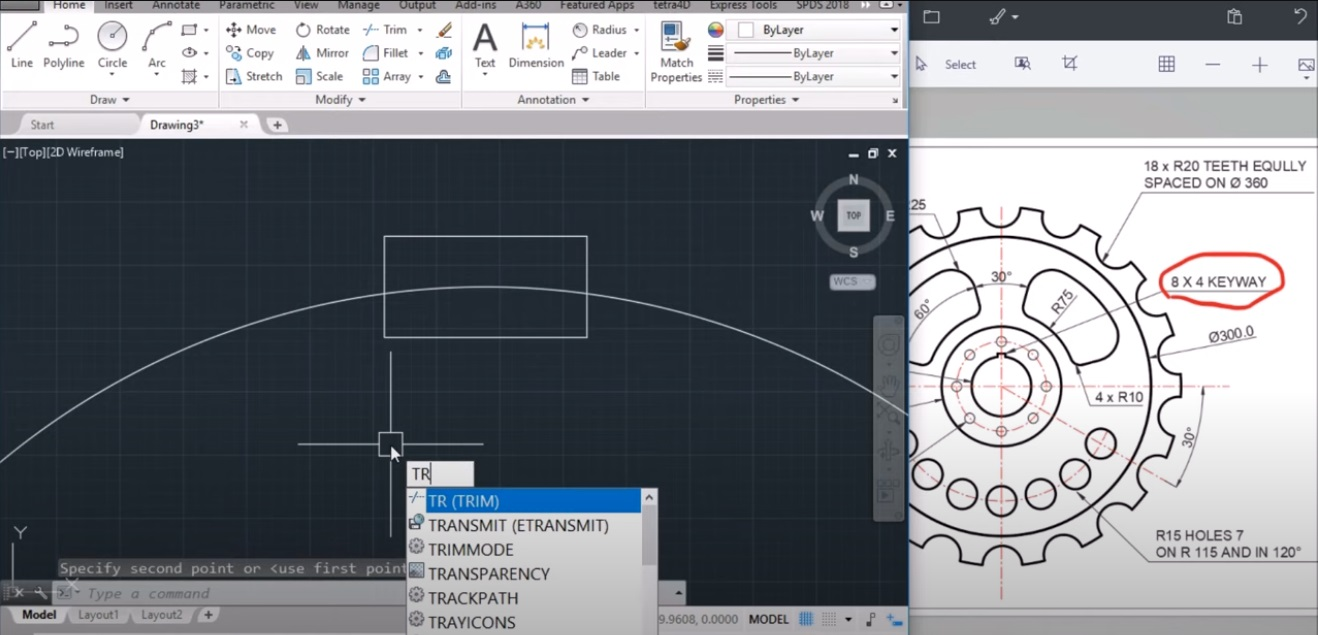 Home Insert Annotate Parametric View Manage Output Add-ins A360 Featured Apps tetra4D Express Tools SPDS 2018
Line Polyline Circle Arc
Move Rotate Trim
Copy Mirror Fillet
Stretch Scale Array
Text Dimension
Radius
Leader
Table
Match Properties
ByLayer
ByLayer
ByLayer
Draw Modify Annotation Properties
Start Drawing3*
[−][Top][2D Wireframe]
N
W TOP E
S
WCS
TR
TR (TRIM)
TRANSMIT (ETRANSMIT)
TRIMMODE
TRANSPARENCY
TRACKPATH
TRAYICONS
Y
X
Specify second point or <use first point
Type a command
Model Layout1 Layout2 +
9.9608, 0.0000 MODEL
Select
18 x R20 TEETH EQULLY
SPACED ON Ø 360
25
30°
8 X 4 KEYWAY
60°
R75
Ø300.0
4 x R10
30°
R15 HOLES 7
ON R 115 AND IN 120°